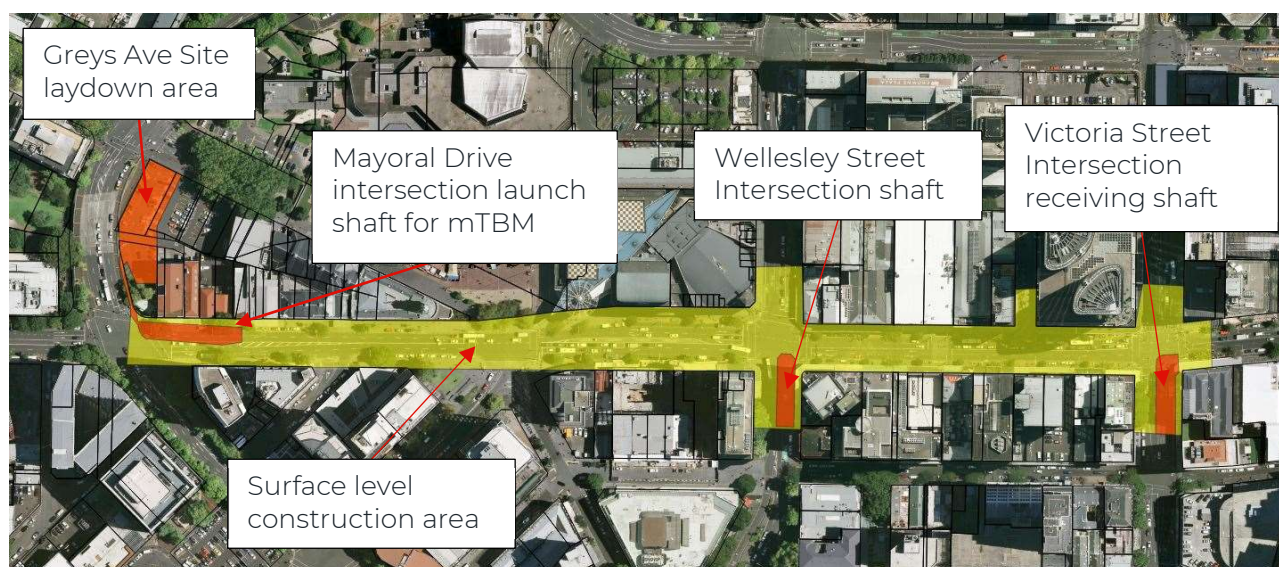 Greys Ave Site
laydown area
Mayoral Drive
intersection launch
shaft for mTBM
Wellesley Street
Intersection shaft
Victoria Street
Intersection
receiving shaft
Surface level
construction area